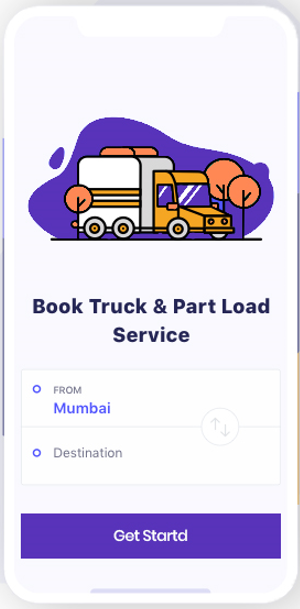 Book Truck & Part Load
Service
FROM
Mumbai
Destination
Get Startd